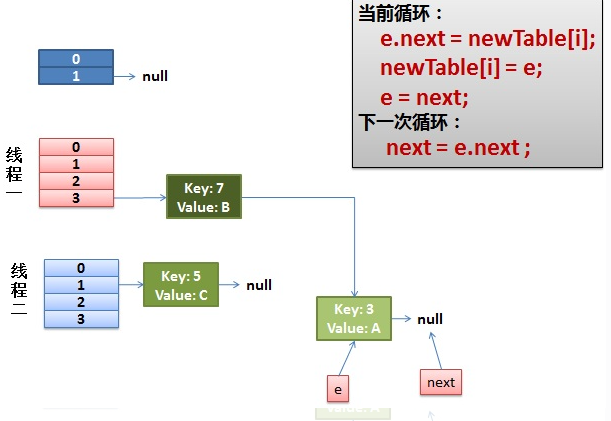 当前循环：
e.next = newTable[i];
newTable[i] = e;
e = next;
下一次循环：
next = e.next ;
0
1
null
线程一
0
1
2
3
Key: 7
Value: B
线程二
0
1
2
3
Key: 5
Value: C
null
Key: 3
Value: A
null
e
next
Value: A